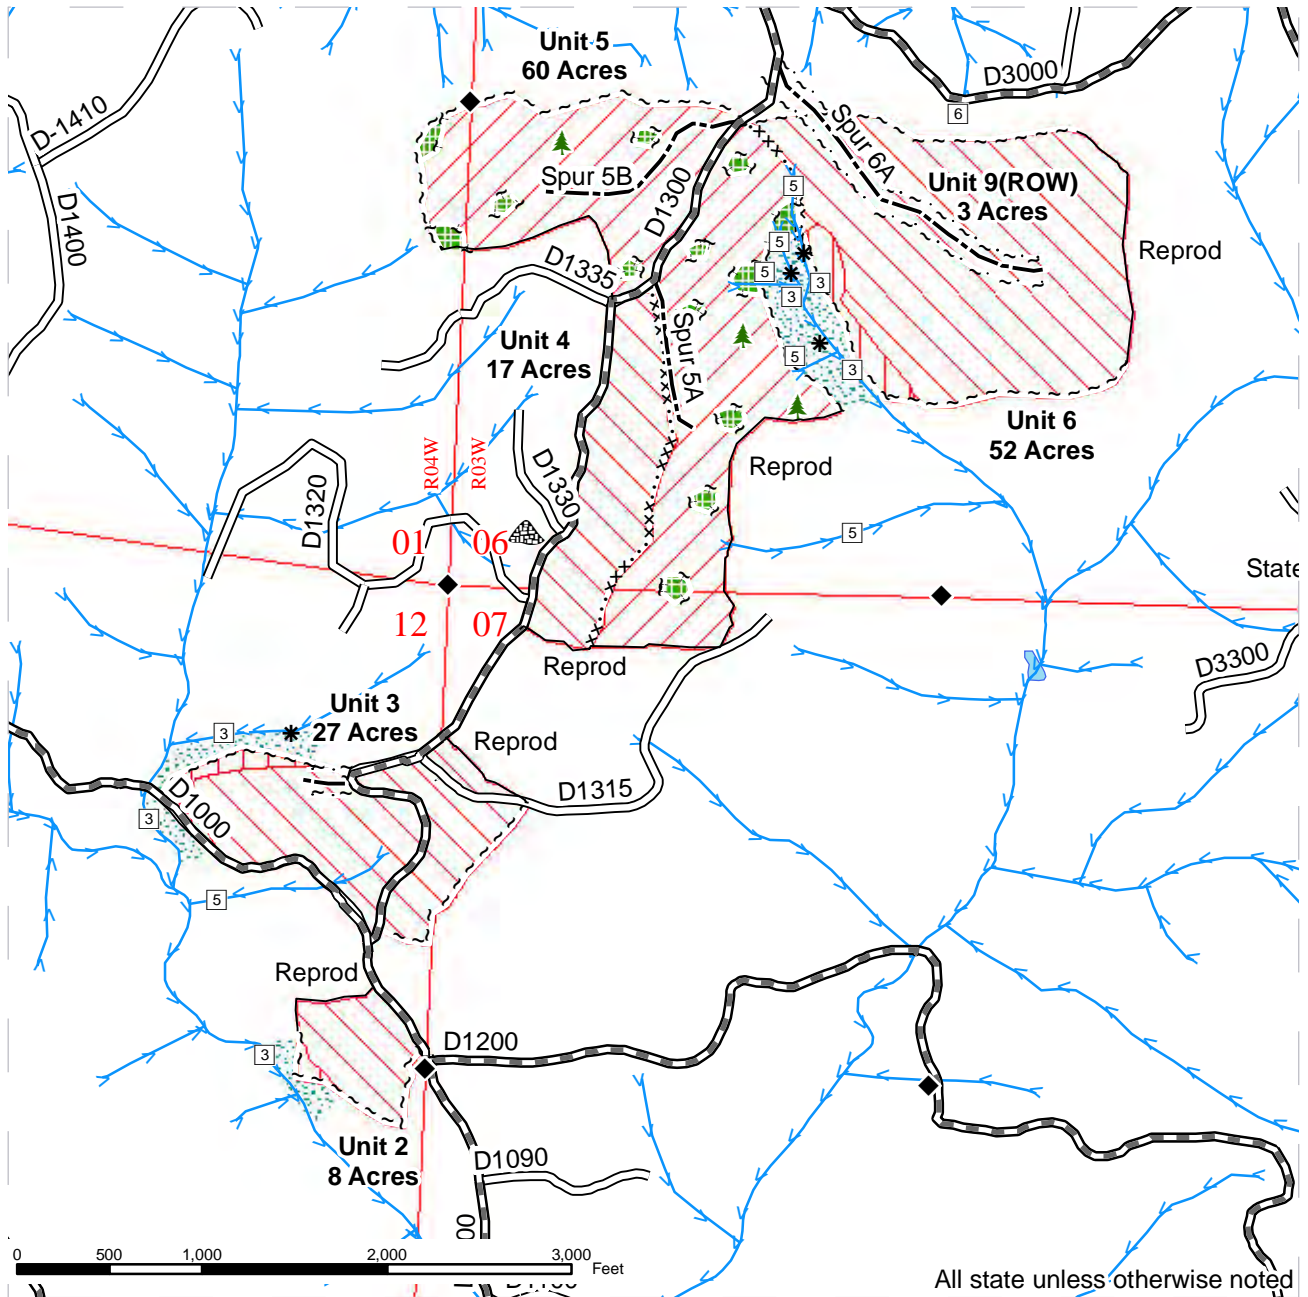 Unit 5
60 Acres
D3000
6
D-1410
Spur 6A
Spur 5B
5
Unit 9(ROW)
3 Acres
D1300
D1400
5
Reprod
D1335
5
3
3
Unit 4
17 Acres
Spur 5A
5
3
Unit 6
52 Acres
R04W
R03W
Reprod
D1330
D1320
5
01
06
State
12
07
Reprod
D3300
Unit 3
27 Acres
3
Reprod
D1315
D1000
3
5
Reprod
D1200
3
Unit 2
8 Acres
D1090
00
0
500
1,000
2,000
3,000
Feet
All state unless otherwise noted